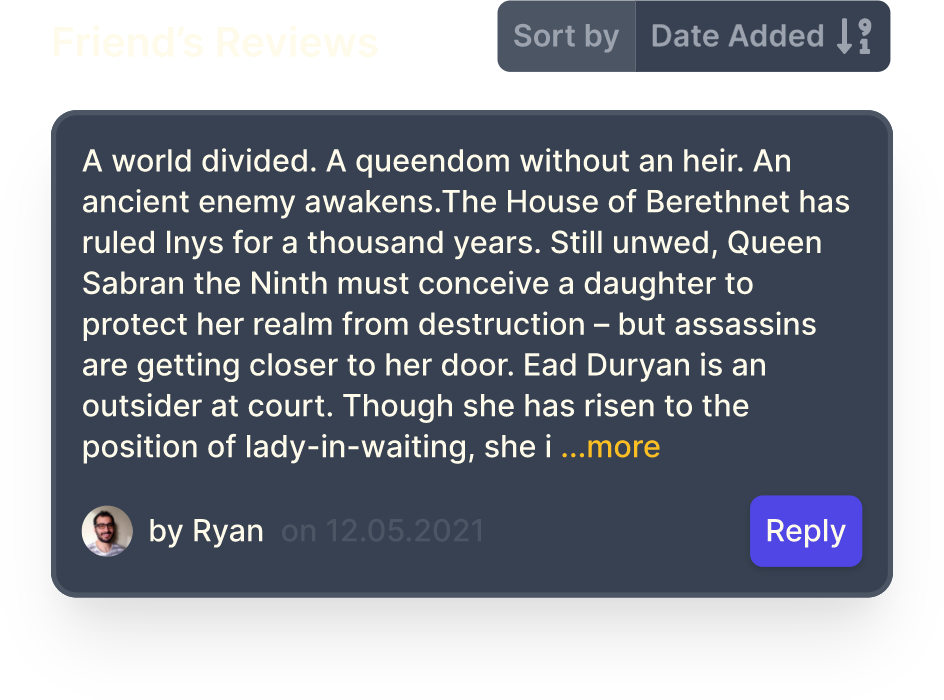 Friend's Reviews
Sort by
Date Added
91
A world divided. A queendom without an heir. An
ancient enemy awakens.The House of Berethnet has
ruled Inys for a thousand years. Still unwed, Queen
Sabran the Ninth must conceive a daughter to
protect her realm from destruction – but assassins
are getting closer to her door. Ead Duryan is an
outsider at court. Though she has risen to the
position of lady-in-waiting, she i ...more
by Ryan on 12.05.2021
Reply